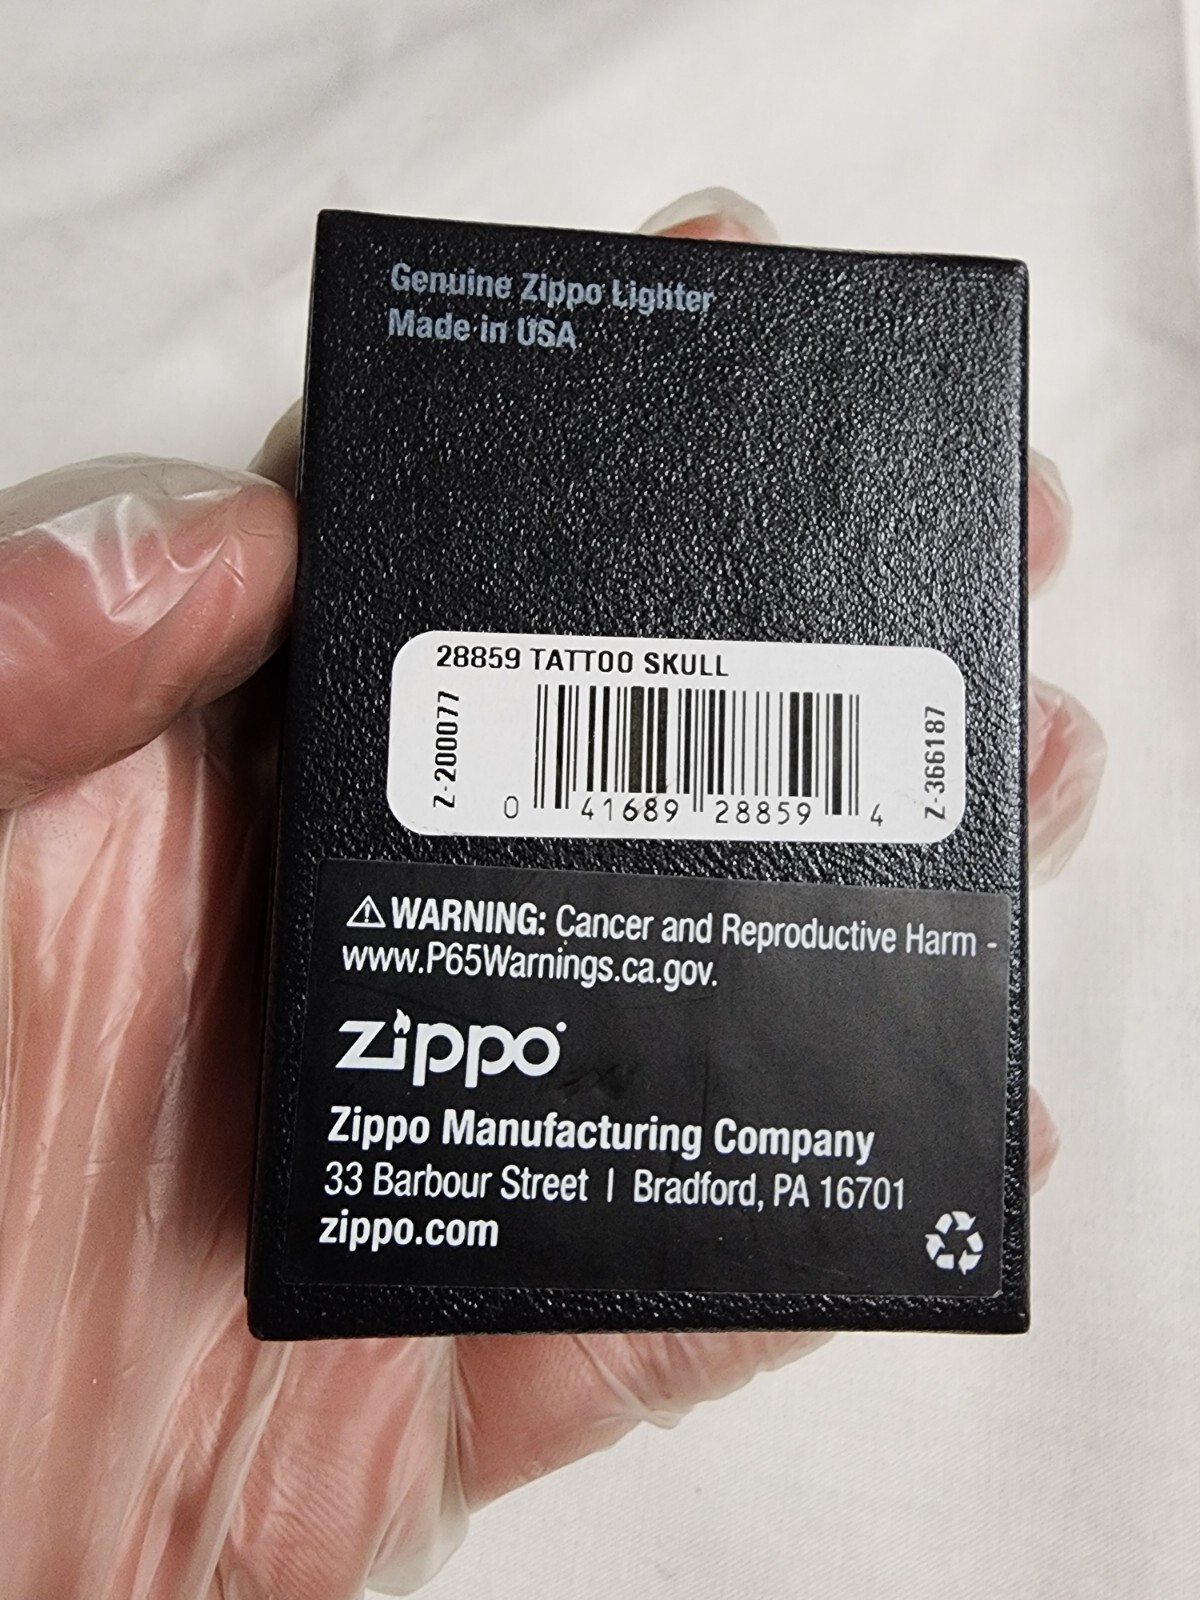 Genuine Zippo Lighter
Made in USA
28859 TATTOO SKULL
Z-200077
0 41689 28859 4
Z-366187
⚠ WARNING: Cancer and Reproductive Harm -
www.P65Warnings.ca.gov.
zippo
Zippo Manufacturing Company
33 Barbour Street | Bradford, PA 16701
zippo.com